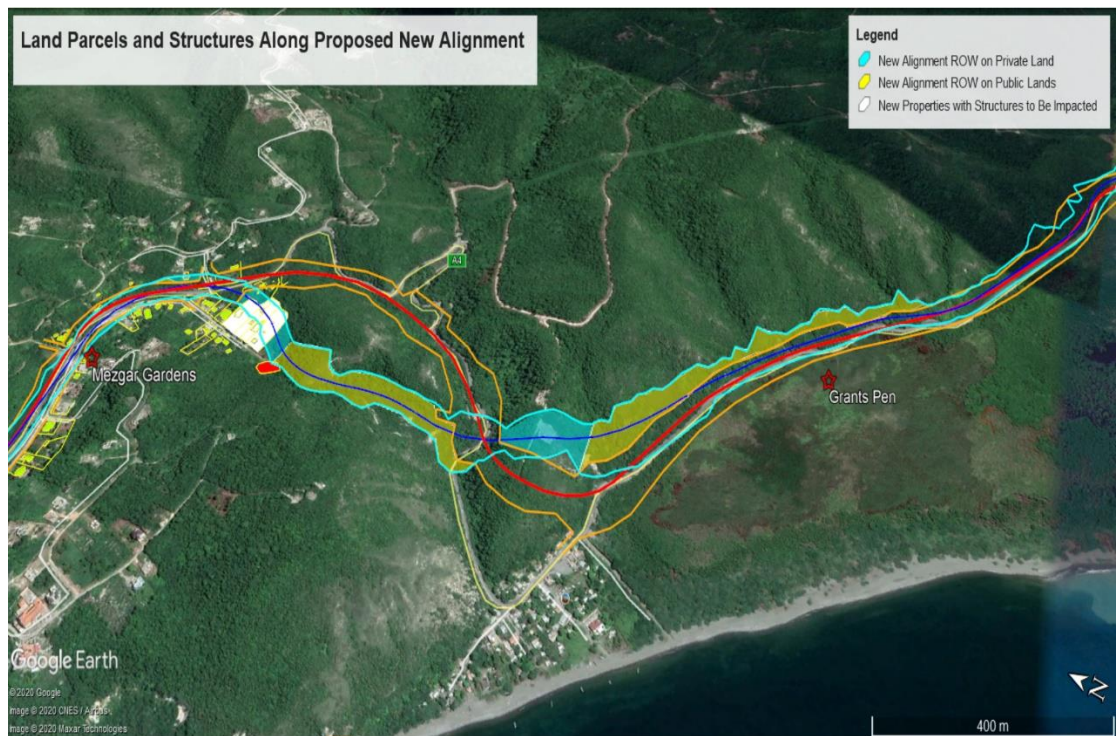 Land Parcels and Structures Along Proposed New Alignment
Legend
New Alignment ROW on Private Land
New Alignment ROW on Public Lands
New Properties with Structures to Be Impacted
A4
Mezgar Gardens
Grants Pen
Google Earth
©2020 Google
Image © 2020 CNES / Airbus
Image © 2020 Maxar Technologies
N
400 m